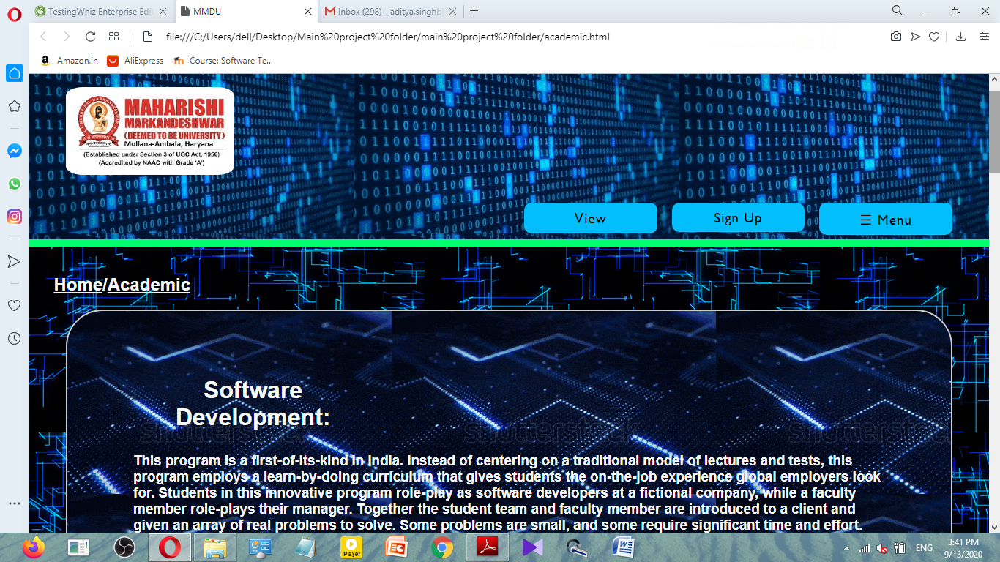 TestingWhiz Enterprise Edi
MMDU
Inbox (298) - aditya.singhb
file:///C:/Users/dell/Desktop/Main%20project%20folder/main%20project%20folder/academic.html
Amazon.in
AliExpress
Course: Software Te...
MAHARISHI
MARKANDESHWAR
(DEEMED TO BE UNIVERSITY)
Mullana-Ambala, Haryana
(Established under Section 3 of UGC Act, 1956)
(Accredited by NAAC with Grade 'A')
View
Sign Up
☰ Menu
Home/Academic
Software
Development:
shutterstock
This program is a first-of-its-kind in India. Instead of centering on a traditional model of lectures and tests, this
program employs a learn-by-doing curriculum that gives students the on-the-job experience global employers look
for. Students in this innovative program role-play as software developers at a fictional company, while a faculty
member role-plays their manager. Together the student team and faculty member are introduced to a client and
given an array of real problems to solve. Some problems are small, and some require significant time and effort.
Player
ENG
3:41 PM
9/13/2020